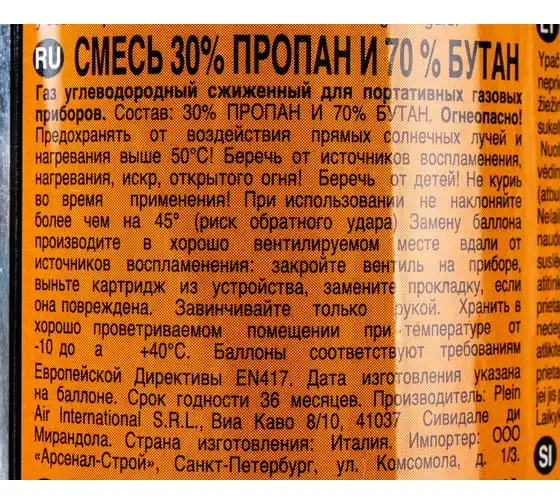 RU СМЕСЬ 30% ПРОПАН И 70 % БУТАН
Газ углеводородный сжиженный для портативных газовых
приборов. Состав: 30% ПРОПАН И 70% БУТАН. Огнеопасно!
Предохранять от воздействия прямых солнечных лучей и
нагревания выше 50°С! Беречь от источников воспламенения,
нагревания, искр, открытого огня! Беречь от детей! Не курить
во время применения! При использовании не наклоняйте
более чем на 45° (риск обратного удара) Замену баллона
производите в хорошо вентилируемом месте вдали от
источников воспламенения: закройте вентиль на приборе,
выньте картридж из устройства, замените прокладку, если
она повреждена. Завинчивайте только рукой. Хранить в
хорошо проветриваемом помещении при температуре от
-10 до а +40°С. Баллоны соответствуют требованиям
Европейской Директивы EN417. Дата изготовления указана
на баллоне. Срок годности 36 месяцев. Производитель: Plein
Air International S.R.L., Виа Каво 8/10, 41037 Сивидале ди
Мирандола. Страна изготовления: Италия. Импортер: ООО
«Арсенал-Строй», Санкт-Петербург, ул. Комсомола, д. 1/3.
SI